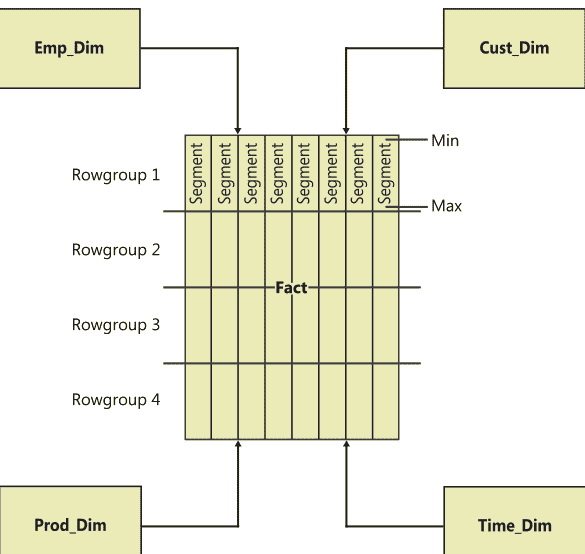 Emp_Dim
Cust_Dim
Segment
Segment
Segment
Segment
Segment
Segment
Segment
Segment
Min
Rowgroup 1
Max
Rowgroup 2
Fact
Rowgroup 3
Rowgroup 4
Prod_Dim
Time_Dim